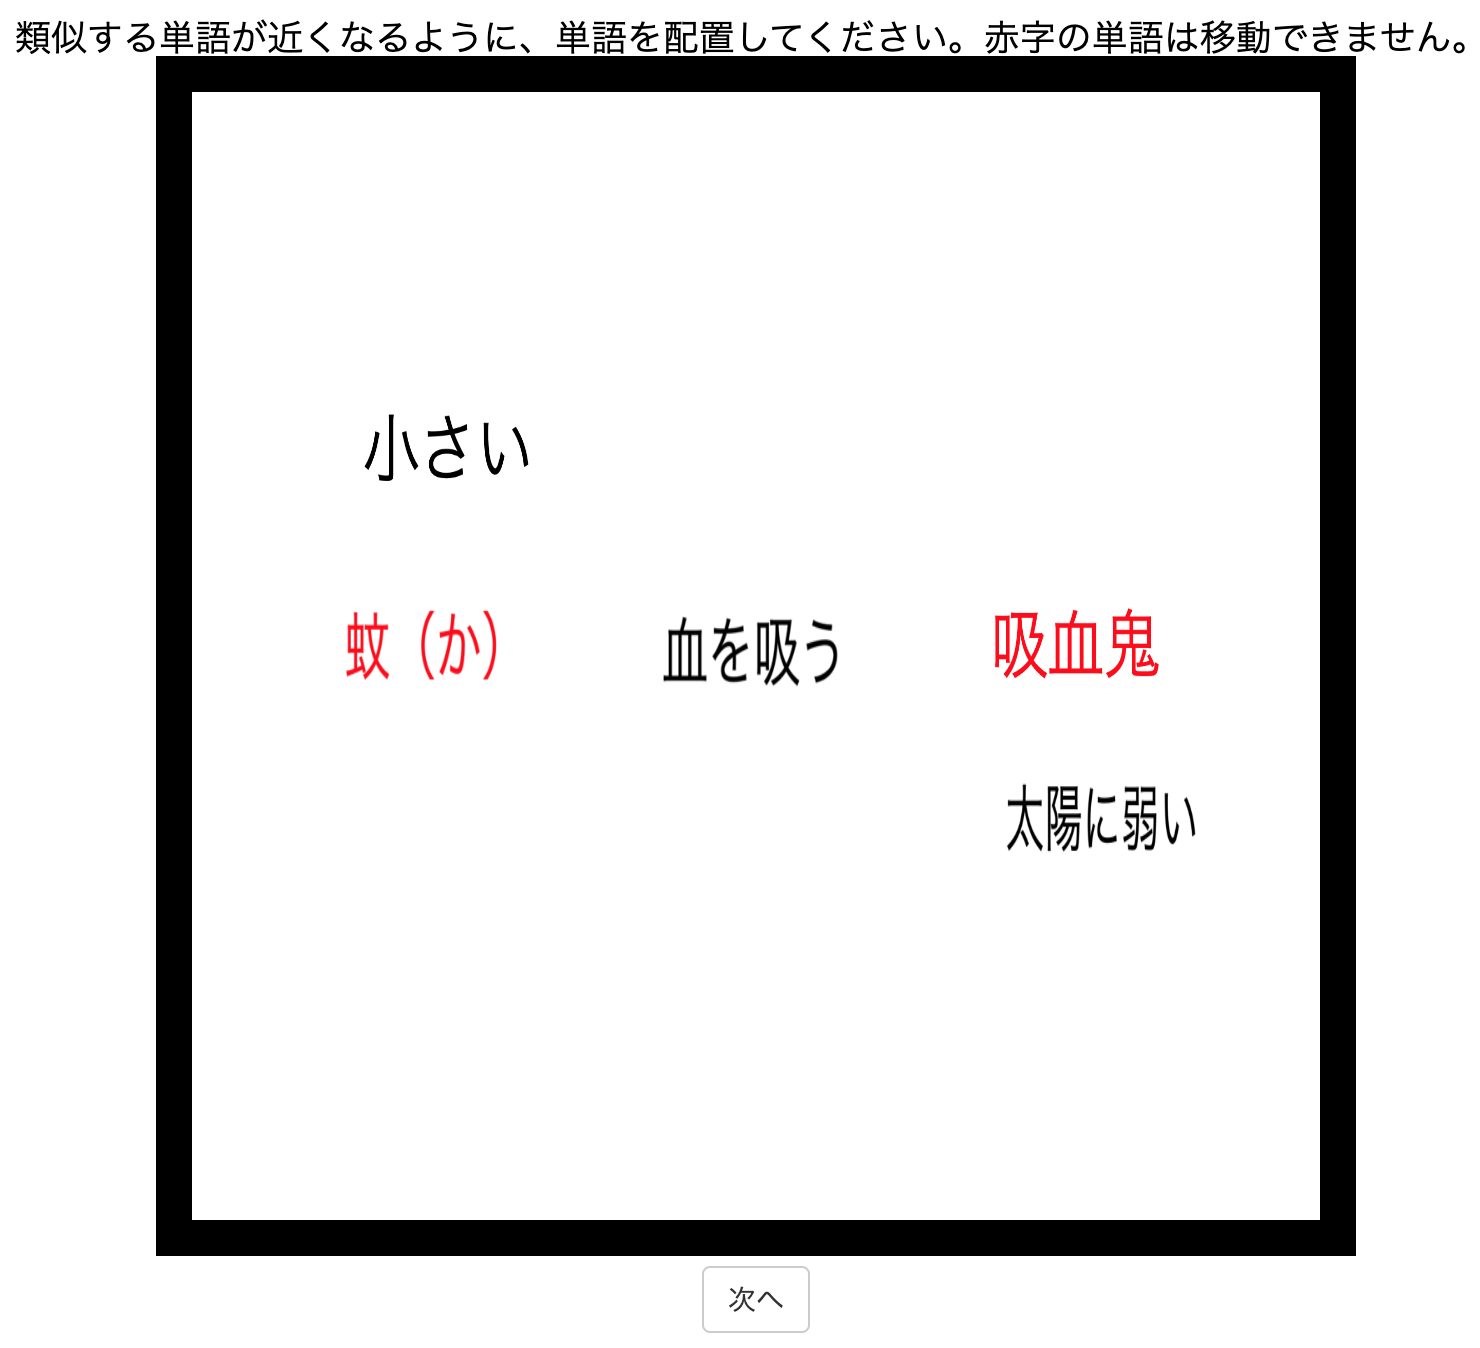 類似する単語が近くなるように、単語を配置してください。赤字の単語は移動できません。
小さい
蚊（か）
血を吸う
吸血鬼
太陽に弱い
次へ